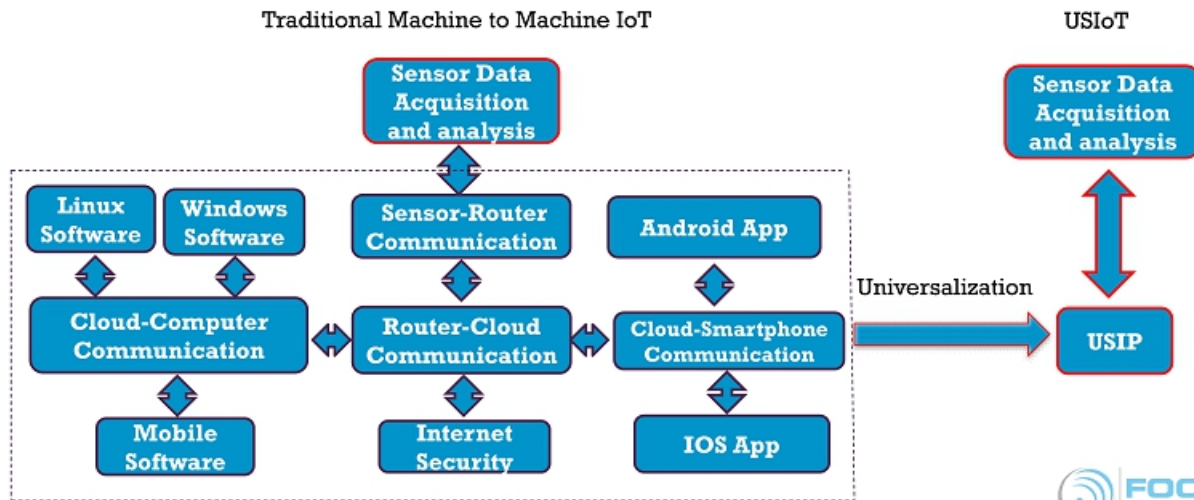 Traditional Machine to Machine IoT
USIoT
Sensor Data
Acquisition
and analysis
Sensor Data
Acquisition
and analysis
Linux
Software
Windows
Software
Sensor-Router
Communication
Android App
Universalization
Cloud-Computer
Communication
Router-Cloud
Communication
Cloud-Smartphone
Communication
USIP
Mobile
Software
Internet
Security
IOS App
FOC